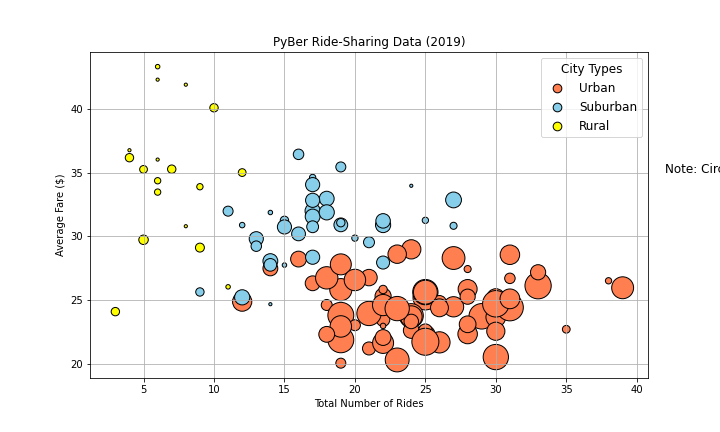 PyBer Ride-Sharing Data (2019)
City Types
Urban
Suburban
Rural
Note: Circ
Average Fare ($)
40
35
30
25
20
5
10
15
20
25
30
35
40
Total Number of Rides